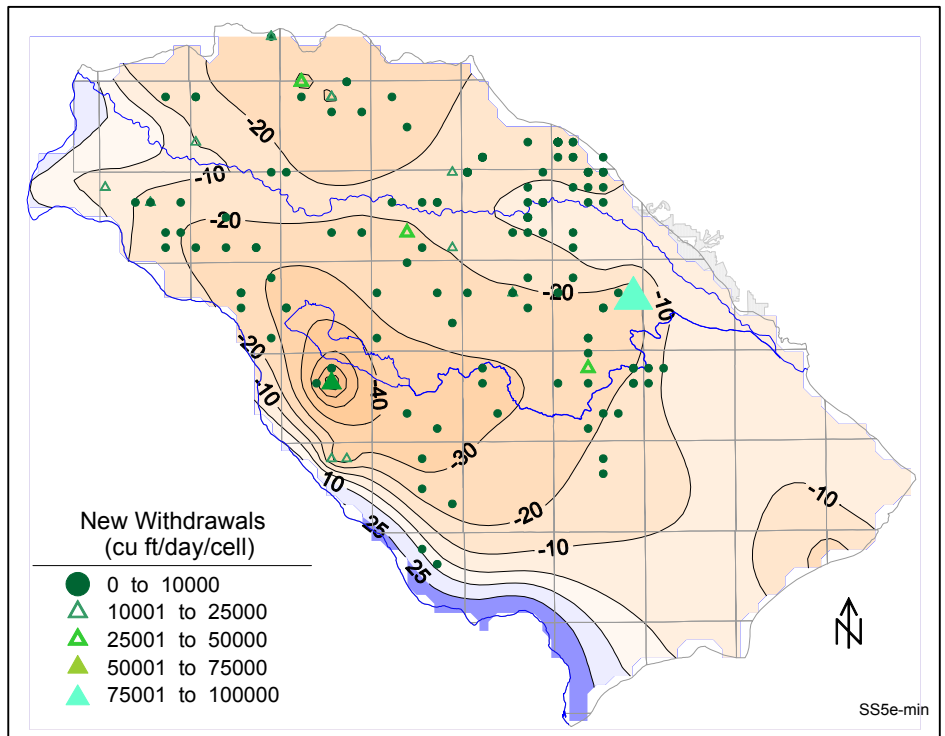 -20
-10
-20
-20
-10
-20
-10
-40
-30
10
-20
-10
-10
25
25
New Withdrawals
(cu ft/day/cell)
0 to 10000
10001 to 25000
25001 to 50000
50001 to 75000
75001 to 100000
N
SS5e-min